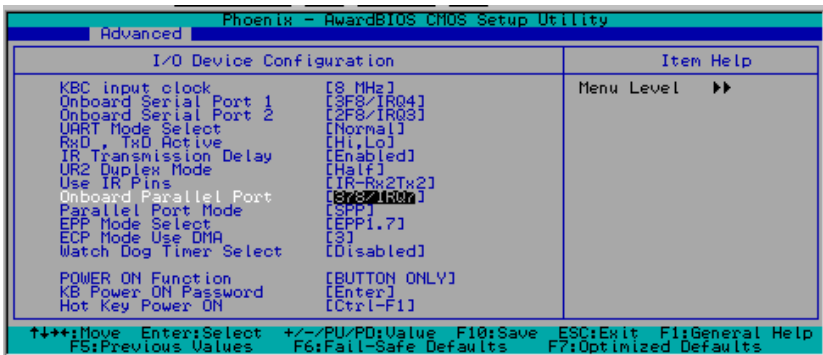 Phoenix - AwardBIOS CMOS Setup Utility
Advanced
I/O Device Configuration
Item Help
KBC input clock [8 MHz]
Menu Level ▶▶
Onboard Serial Port 1 [3F8/IRQ4]
Onboard Serial Port 2 [2F8/IRQ3]
UART Mode Select [Normal]
RxD , TxD Active [Hi,Lo]
IR Transmission Delay [Enabled]
UR2 Duplex Mode [Half]
Use IR Pins [IR-Rx2Tx2]
Onboard Parallel Port [378/IRQ7]
Parallel Port Mode [SPP]
EPP Mode Select [EPP1.7]
ECP Mode Use DMA [3]
Watch Dog Timer Select [Disabled]
POWER ON Function [BUTTON ONLY]
KB Power ON Password [Enter]
Hot Key Power ON [Ctrl-F1]
↑↓→←:Move Enter:Select +/-/PU/PD:Value F10:Save ESC:Exit F1:General Help
F5:Previous Values F6:Fail-Safe Defaults F7:Optimized Defaults